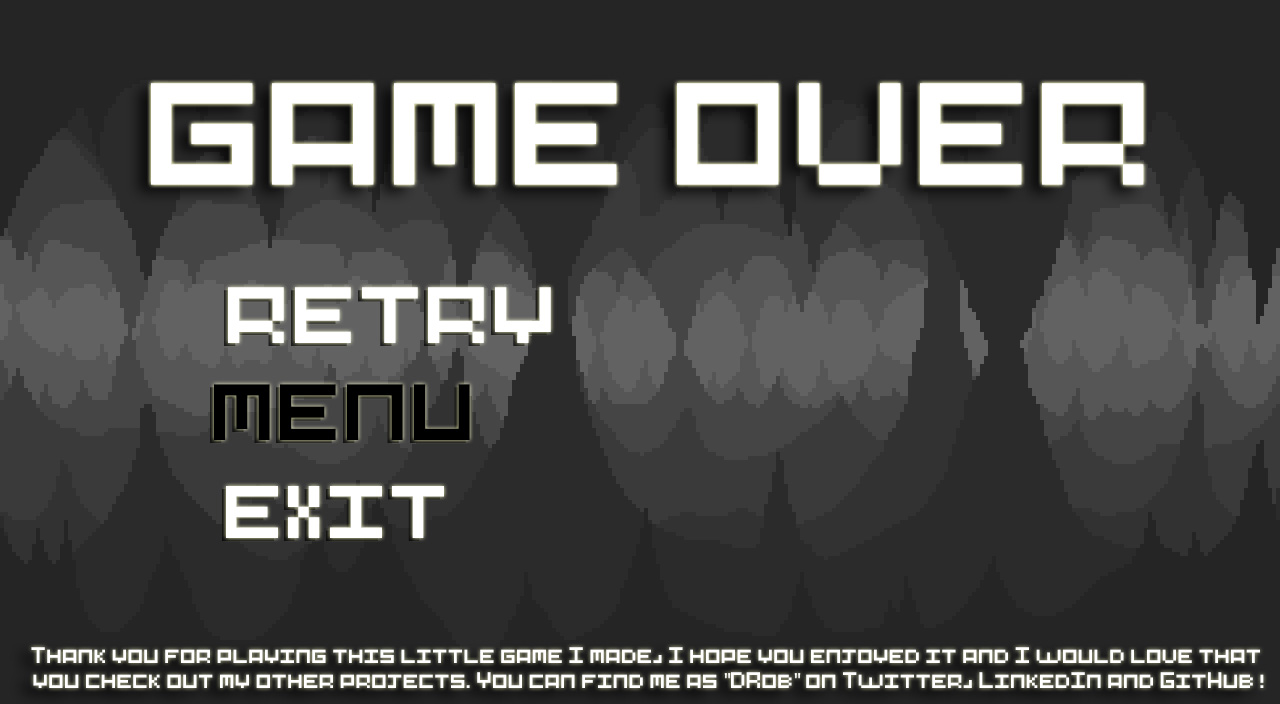 GAME OVER
RETRY
MENU
EXIT
Thank you for playing this little game I made, I hope you enjoyed it and I would love that
you check out my other projects. You can find me as "DRob" on Twitter, LinkedIn and GitHub!